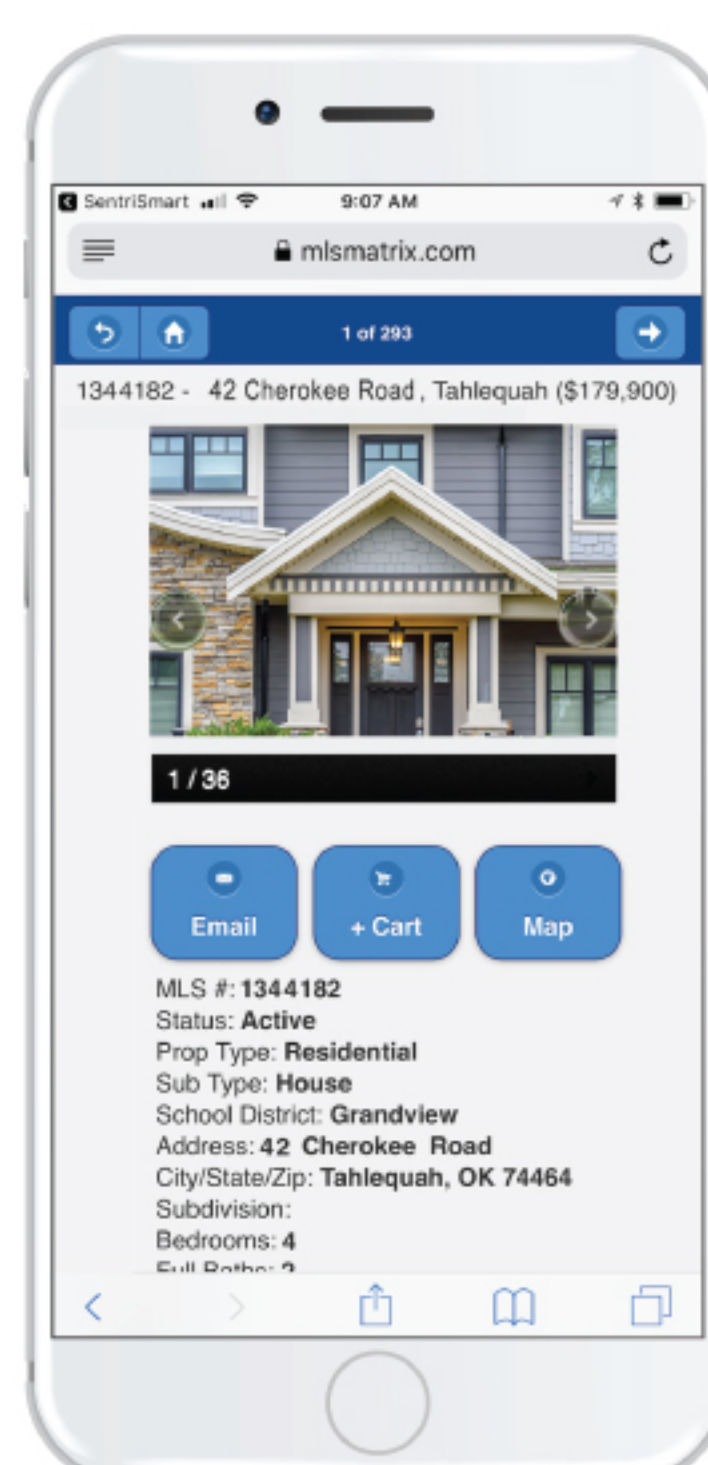 SentriSmart 9:07 AM
mlsmatrix.com
1 of 293
1344182 - 42 Cherokee Road, Tahlequah ($179,900)
1 / 36
Email + Cart Map
MLS #: 1344182
Status: Active
Prop Type: Residential
Sub Type: House
School District: Grandview
Address: 42 Cherokee Road
City/State/Zip: Tahlequah, OK 74464
Subdivision:
Bedrooms: 4
Full Baths: